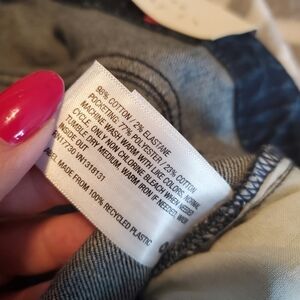 98% COTTON / 2% ELASTANE
POCKETING: 77% POLYESTER / 23% COTTON
MACHINE WASH WARM WITH LIKE COLORS, NORMAL
CYCLE. ONLY NON CHLORINE BLEACH WHEN NEEDED.
TUMBLE DRY MEDIUM. WARM IRON IF NEEDED. WASH
INSIDE OUT
RN17730 VN1318131
MADE FROM 100% RECYCLED PLASTIC